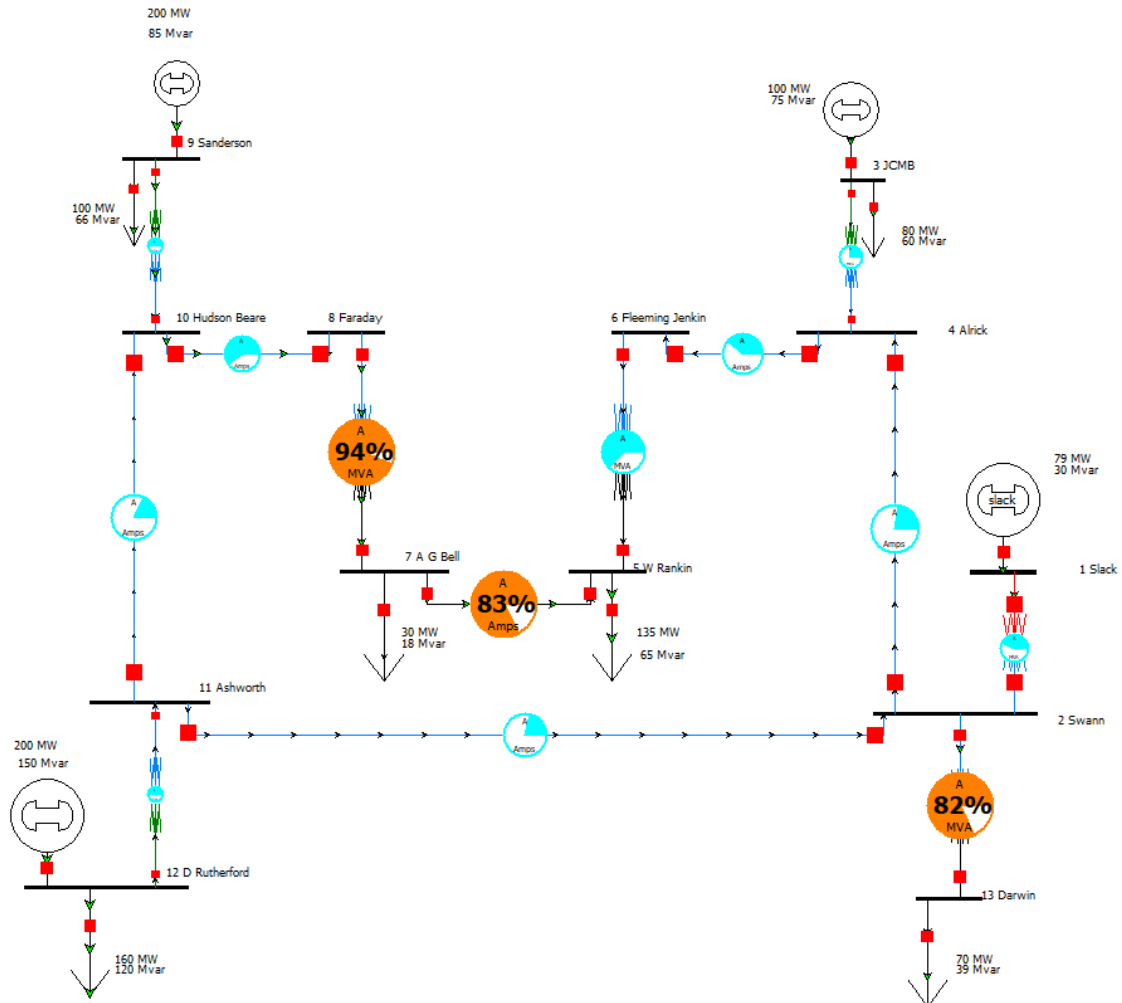 200 MW
85 Mvar
9 Sanderson
100 MW
66 Mvar
100 MW
75 Mvar
3 JCMB
80 MW
60 Mvar
10 Hudson Beare
8 Faraday
6 Fleeming Jenkin
4 Alrick
A
Amps
A
Amps
A
94%
MVA
A
MVA
79 MW
30 Mvar
slack
A
Amps
A
Amps
7 A G Bell
5 W Rankin
1 Slack
A
83%
Amps
30 MW
18 Mvar
135 MW
65 Mvar
A
MVA
11 Ashworth
2 Swann
A
Amps
200 MW
150 Mvar
A
82%
MVA
12 D Rutherford
13 Darwin
160 MW
120 Mvar
70 MW
39 Mvar